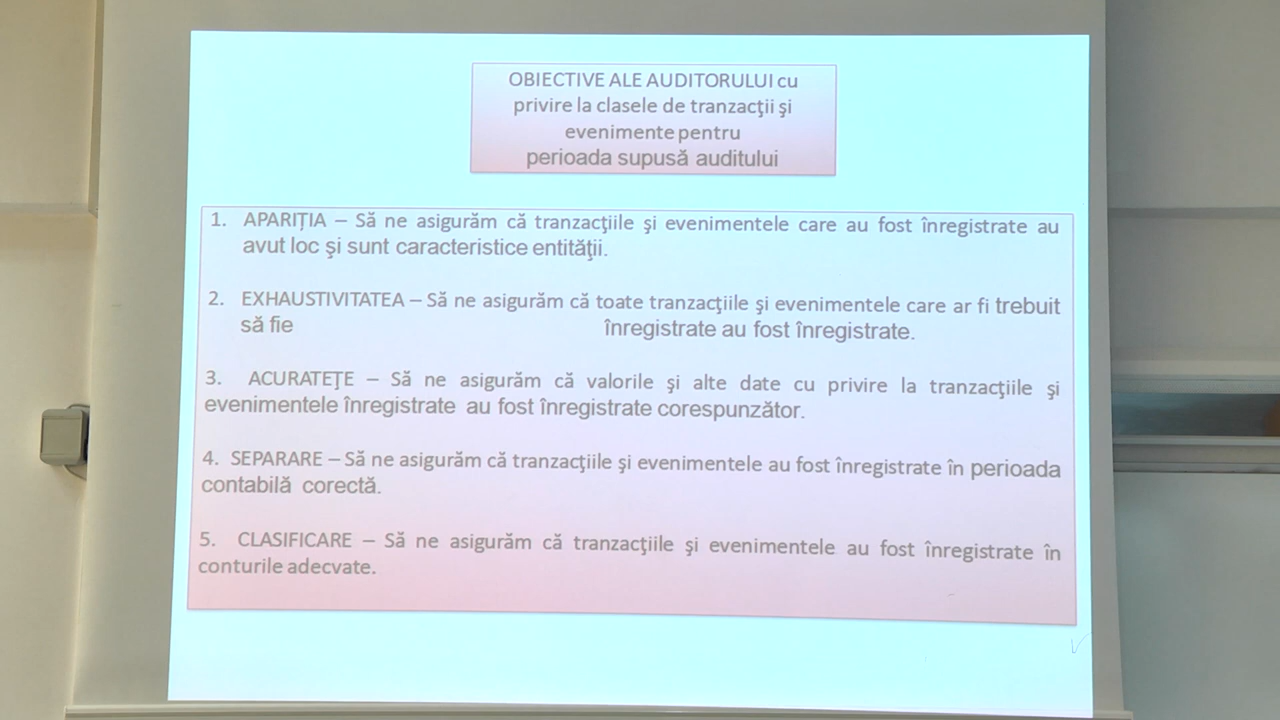 OBIECTIVE ALE AUDITORULUI cu
privire la clasele de tranzacţii şi
evenimente pentru
perioada supusă auditului
1. APARIȚIA – Să ne asigurăm că tranzacţiile şi evenimentele care au fost înregistrate au
avut loc şi sunt caracteristice entităţii.
2. EXHAUSTIVITATEA – Să ne asigurăm că toate tranzacţiile şi evenimentele care ar fi trebuit
să fie înregistrate au fost înregistrate.
3. ACURATEŢE – Să ne asigurăm că valorile şi alte date cu privire la tranzacţiile şi
evenimentele înregistrate au fost înregistrate corespunzător.
4. SEPARARE – Să ne asigurăm că tranzacţiile şi evenimentele au fost înregistrate în perioada
contabilă corectă.
5. CLASIFICARE – Să ne asigurăm că tranzacţiile şi evenimentele au fost înregistrate în
conturile adecvate.